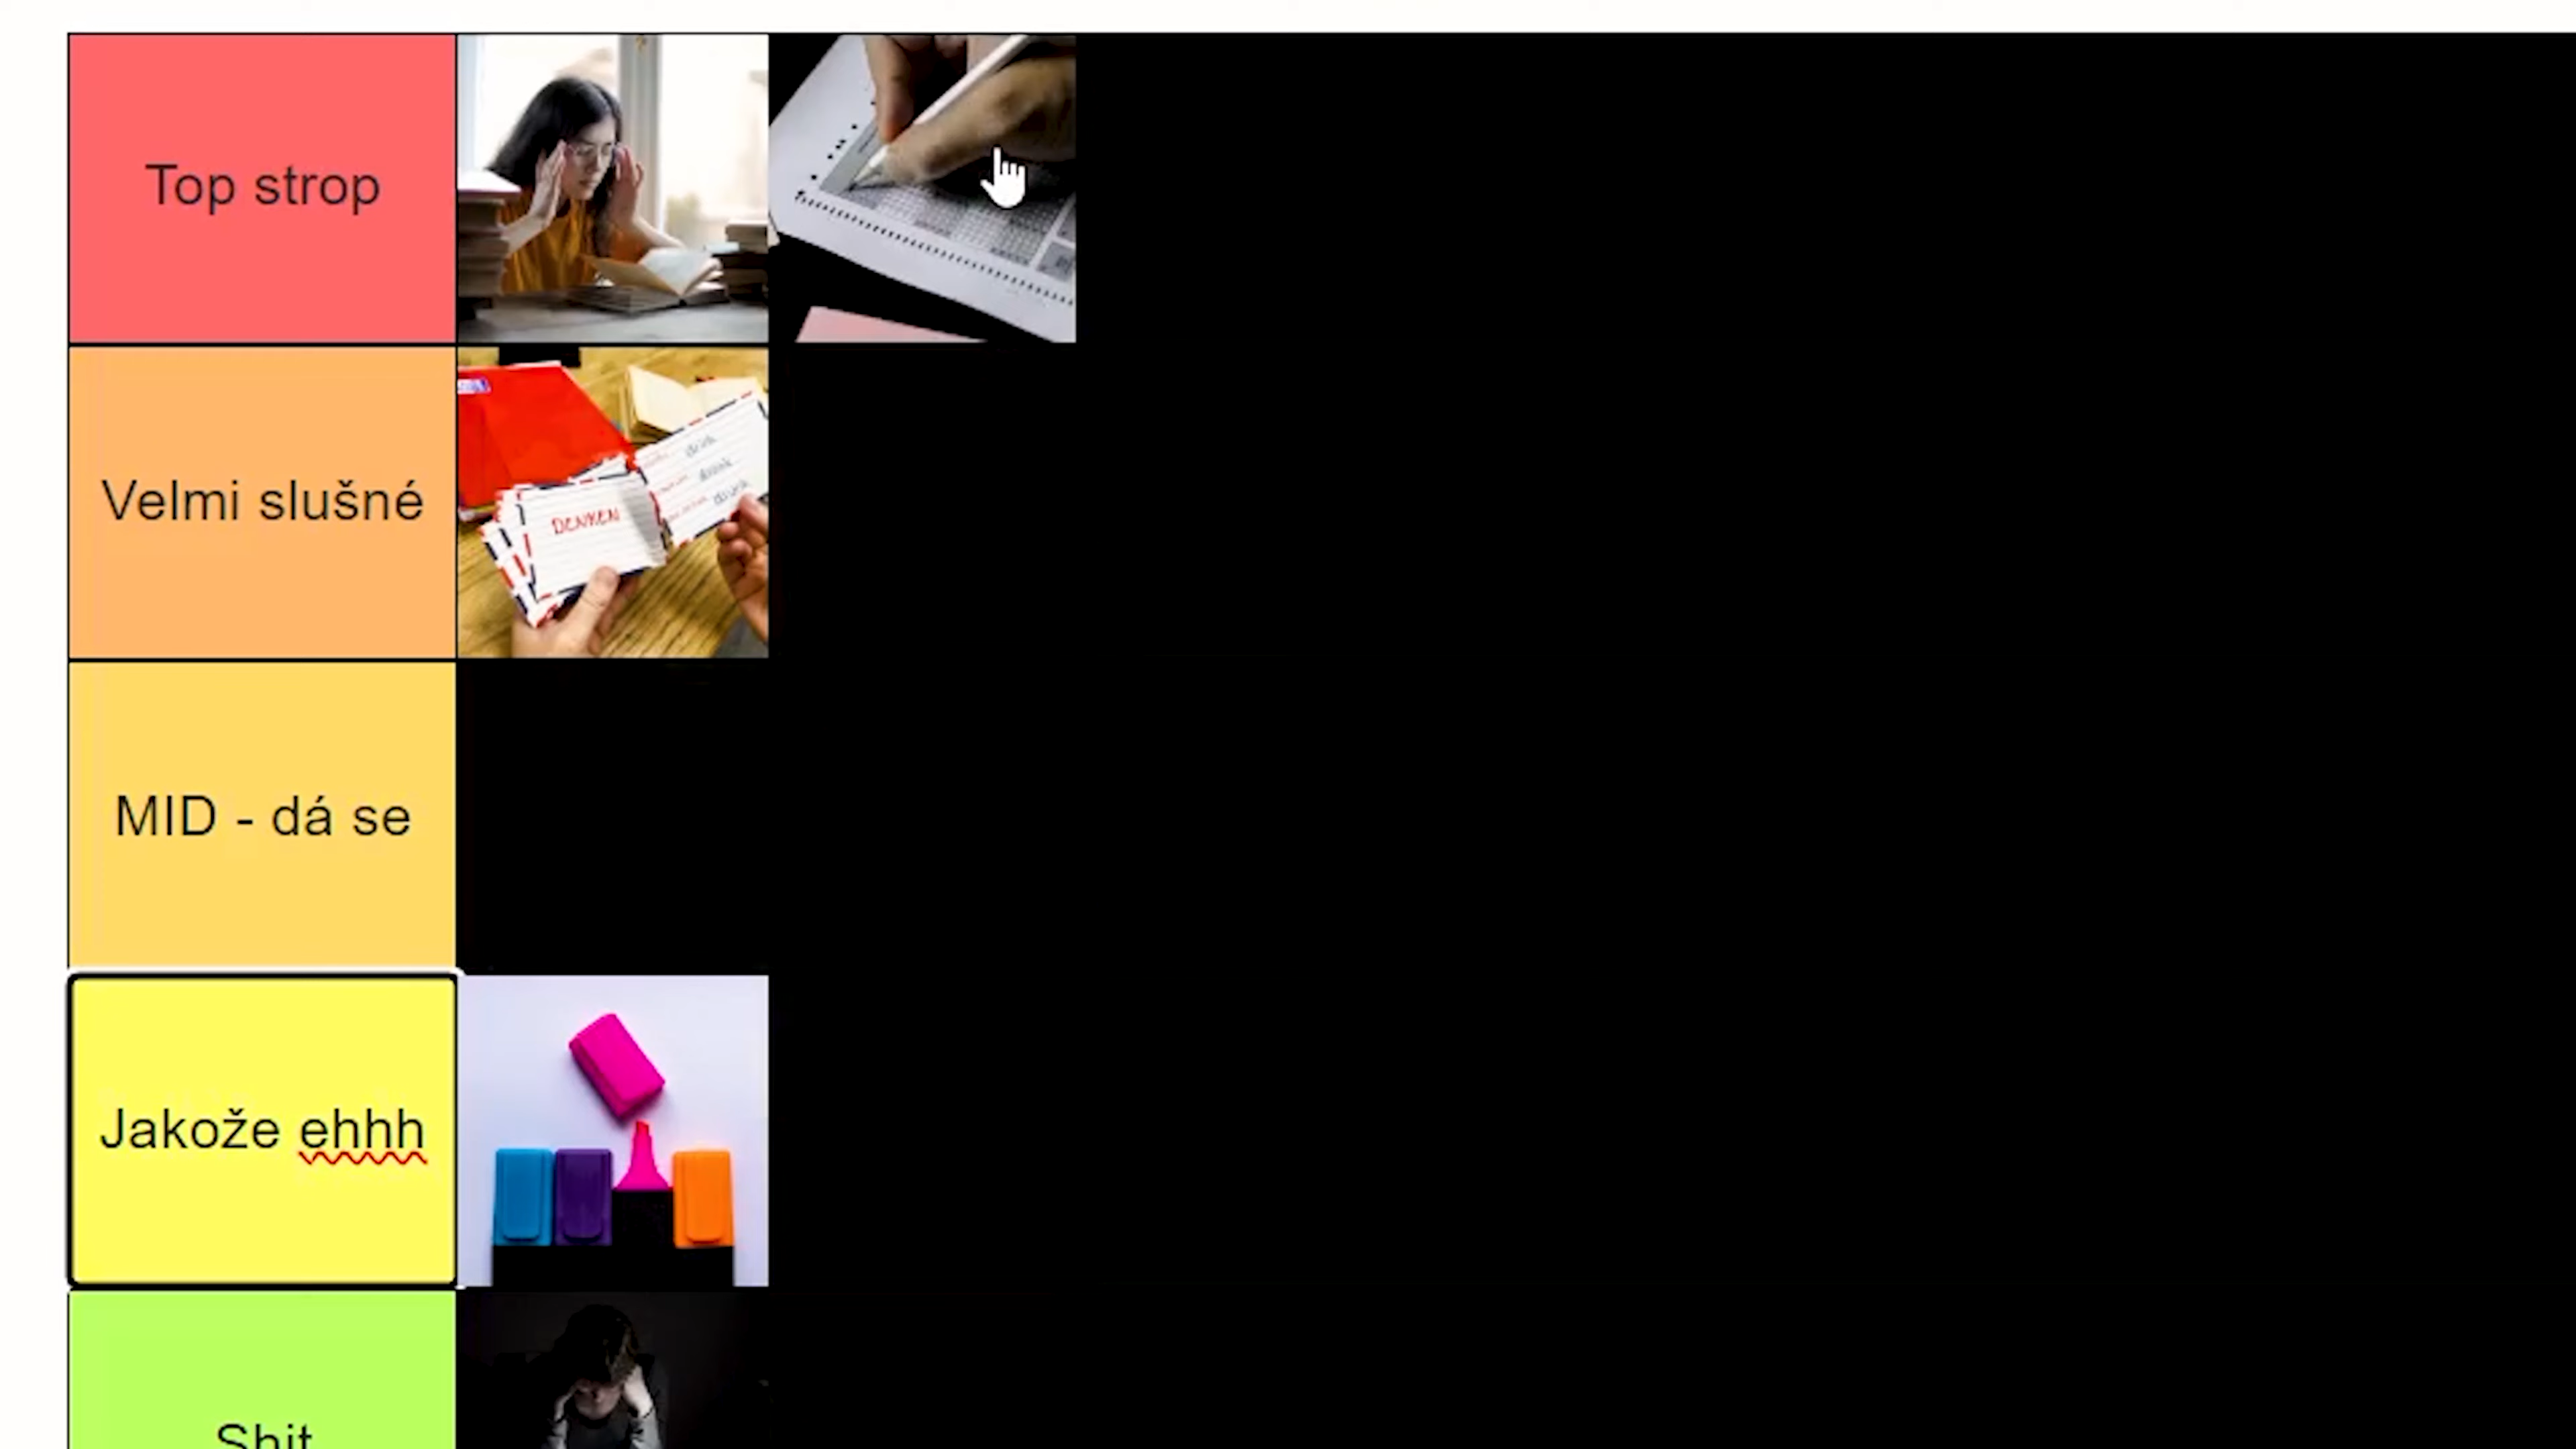 Top strop
Velmi slušné
DENKEN
MID - dá se
Jakože ehhh
Shit